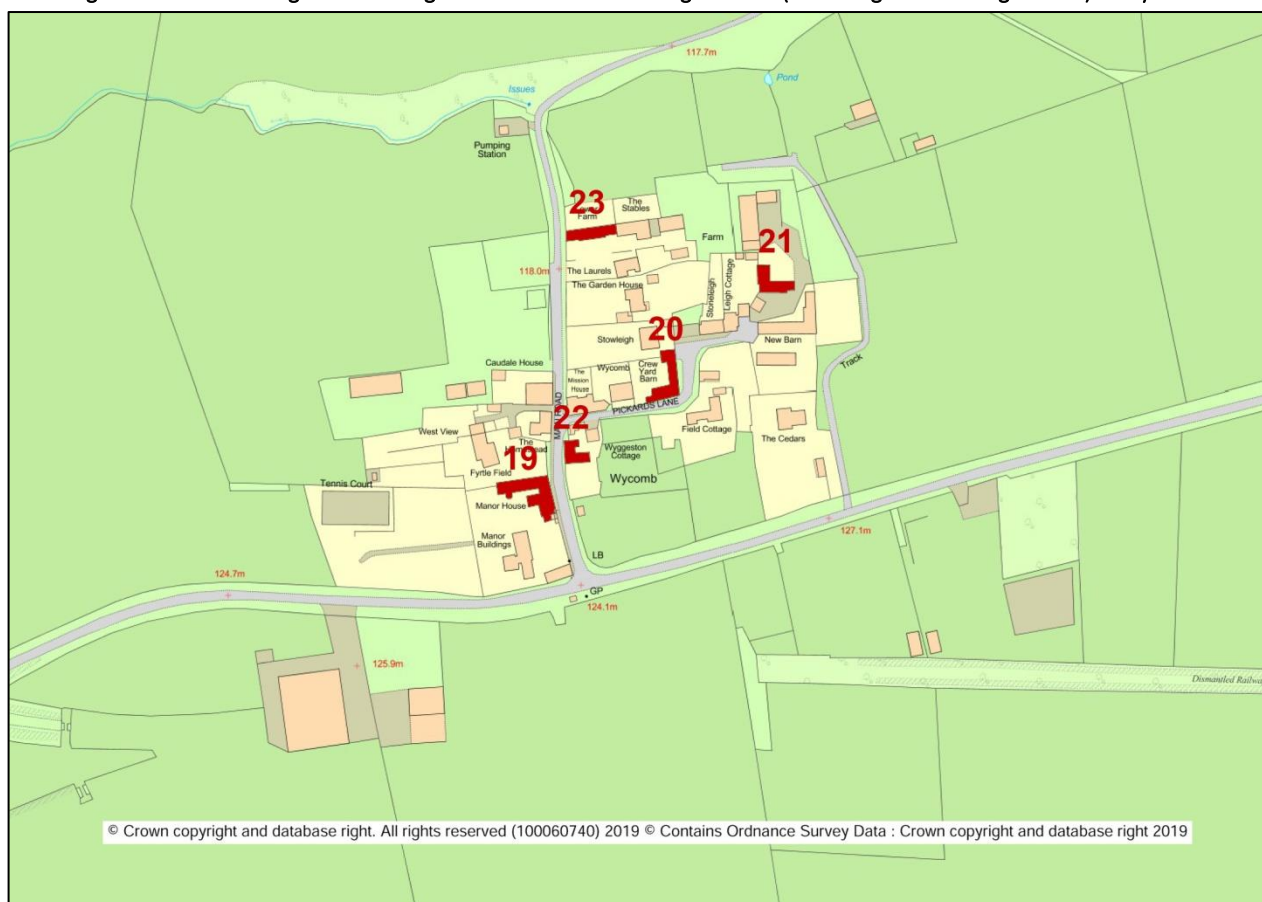 117.7m
Issues
Pond
Pumping
Station
23
Farm
The
Stables
Farm
21
118.0m
The Laurels
The Garden House
Stoneleigh
Leigh Cottage
20
Stowleigh
New Barn
Caudale House
Wycomb
Crew
Yard
Barn
The
Mission
House
Track
PICKARDS LANE
22
West View
The
Field Cottage
The Cedars
Wyggeston
Cottage
19
Fyrtle Field
Wycomb
Tennis Court
Manor House
Manor
Buildings
127.1m
LB
124.7m
GP
124.1m
125.9m
Dismantled Railway
© Crown copyright and database right. All rights reserved (100060740) 2019 © Contains Ordnance Survey Data : Crown copyright and database right 2019